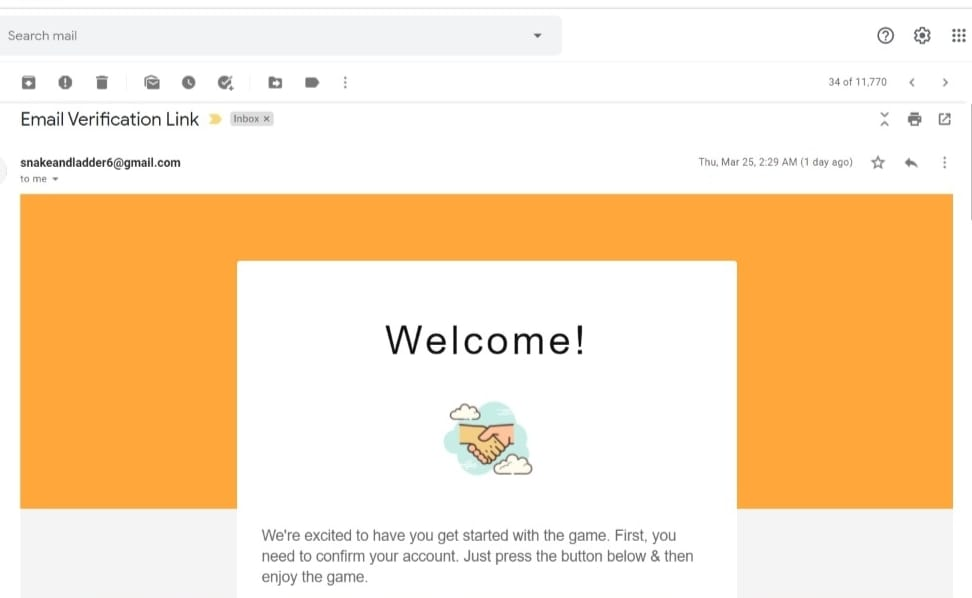 Search mail
34 of 11,770
Email Verification Link Inbox ×
snakeandladder6@gmail.com Thu, Mar 25, 2:29 AM (1 day ago)
to me
Welcome!
We're excited to have you get started with the game. First, you
need to confirm your account. Just press the button below & then
enjoy the game.